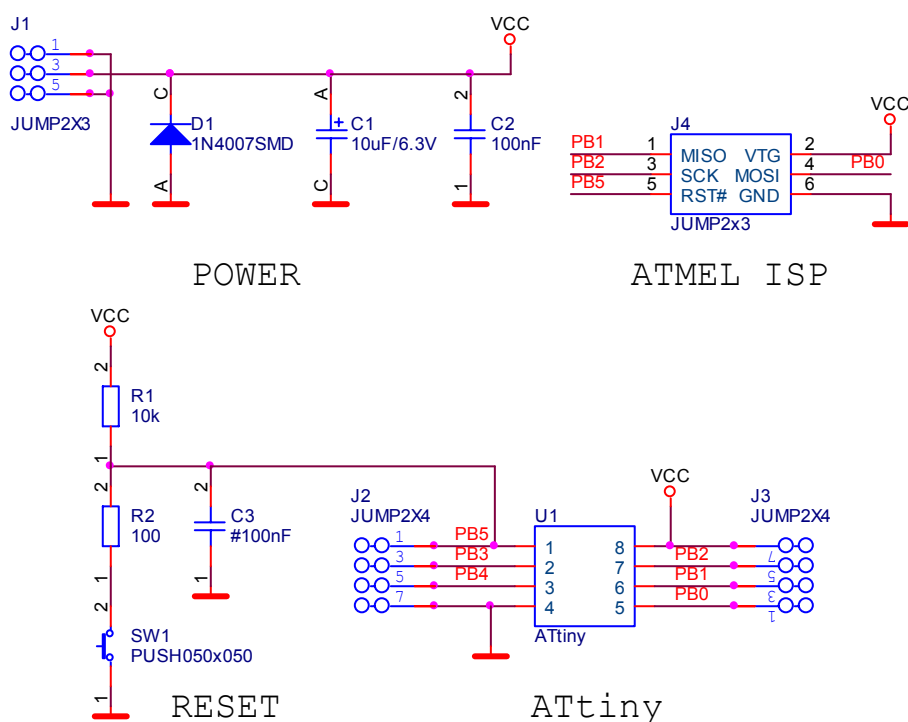 J1
1
3
5
JUMP2X3
C
D1
1N4007SMD
A
A
C1
10uF/6.3V
C
2
C2
100nF
1
VCC
POWER
VCC
J4
PB1 1 MISO VTG 2
PB2 3 SCK MOSI 4 PB0
PB5 5 RST# GND 6
JUMP2x3
ATMEL ISP
VCC
2
R1
10k
1
2
R2
100
1
2
C3
#100nF
1
2
SW1
PUSH050x050
1
RESET
J2
JUMP2X4
1 PB5
3 PB3
5 PB4
7
U1
1 8
2 7
3 6
4 5
ATtiny
VCC
J3
JUMP2X4
PB2 7
PB1 5
PB0 3
1
ATtiny